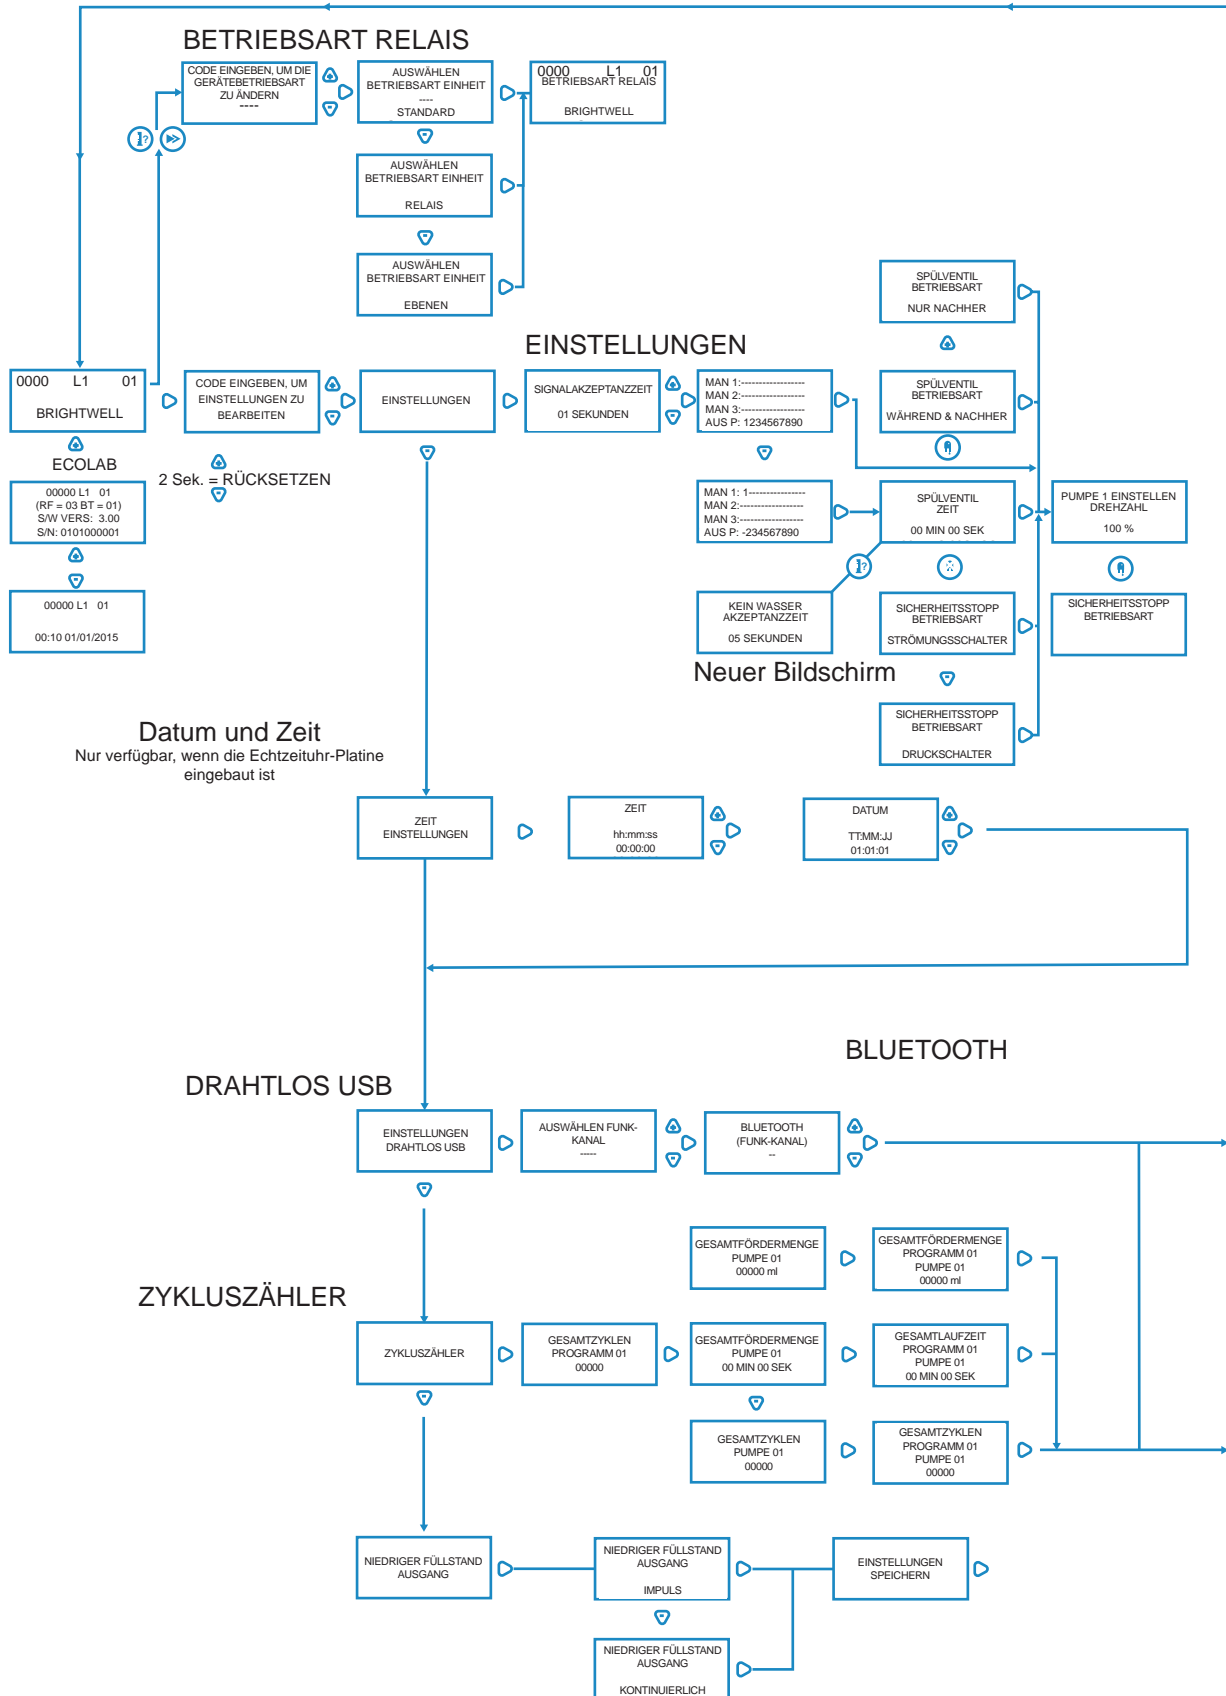 BETRIEBSART RELAIS
CODE EINGEBEN, UM DIE
GERÄTEBETRIEBSART
ZU ÄNDERN
----
AUSWÄHLEN
BETRIEBSART EINHEIT
----
STANDARD
0000 L1 01
BETRIEBSART RELAIS
BRIGHTWELL
AUSWÄHLEN
BETRIEBSART EINHEIT
RELAIS
AUSWÄHLEN
BETRIEBSART EINHEIT
EBENEN
SPÜLVENTIL
BETRIEBSART
NUR NACHHER
EINSTELLUNGEN
0000 L1 01
BRIGHTWELL
CODE EINGEBEN, UM
EINSTELLUNGEN ZU
BEARBEITEN
EINSTELLUNGEN
SIGNALAKZEPTANZZEIT
01 SEKUNDEN
MAN 1:------------------
MAN 2:------------------
MAN 3:------------------
AUS P: 1234567890
SPÜLVENTIL
BETRIEBSART
WÄHREND & NACHHER
ECOLAB
2 Sek. = RÜCKSETZEN
00000 L1 01
(RF = 03 BT = 01)
S/W VERS: 3.00
S/N: 0101000001
MAN 1: 1----------------
MAN 2:------------------
MAN 3:------------------
AUS P: -234567890
SPÜLVENTIL
ZEIT
00 MIN 00 SEK
PUMPE 1 EINSTELLEN
DREHZAHL
100 %
00000 L1 01
00:10 01/01/2015
KEIN WASSER
AKZEPTANZZEIT
05 SEKUNDEN
SICHERHEITSSTOPP
BETRIEBSART
STRÖMUNGSSCHALTER
SICHERHEITSSTOPP
BETRIEBSART
Neuer Bildschirm
SICHERHEITSSTOPP
BETRIEBSART
DRUCKSCHALTER
Datum und Zeit
Nur verfügbar, wenn die Echtzeituhr-Platine
eingebaut ist
ZEIT
EINSTELLUNGEN
ZEIT
hh:mm:ss
00:00:00
DATUM
TT:MM:JJ
01:01:01
BLUETOOTH
DRAHTLOS USB
EINSTELLUNGEN
DRAHTLOS USB
AUSWÄHLEN FUNK-
KANAL
-----
BLUETOOTH
(FUNK-KANAL)
--
GESAMTFÖRDERMENGE
PUMPE 01
00000 ml
GESAMTFÖRDERMENGE
PROGRAMM 01
PUMPE 01
00000 ml
ZYKLUSZÄHLER
ZYKLUSZÄHLER
GESAMTZYKLEN
PROGRAMM 01
00000
GESAMTFÖRDERMENGE
PUMPE 01
00 MIN 00 SEK
GESAMTLAUFZEIT
PROGRAMM 01
PUMPE 01
00 MIN 00 SEK
GESAMTZYKLEN
PUMPE 01
00000
GESAMTZYKLEN
PROGRAMM 01
PUMPE 01
00000
NIEDRIGER FÜLLSTAND
AUSGANG
NIEDRIGER FÜLLSTAND
AUSGANG
IMPULS
EINSTELLUNGEN
SPEICHERN
NIEDRIGER FÜLLSTAND
AUSGANG
KONTINUIERLICH